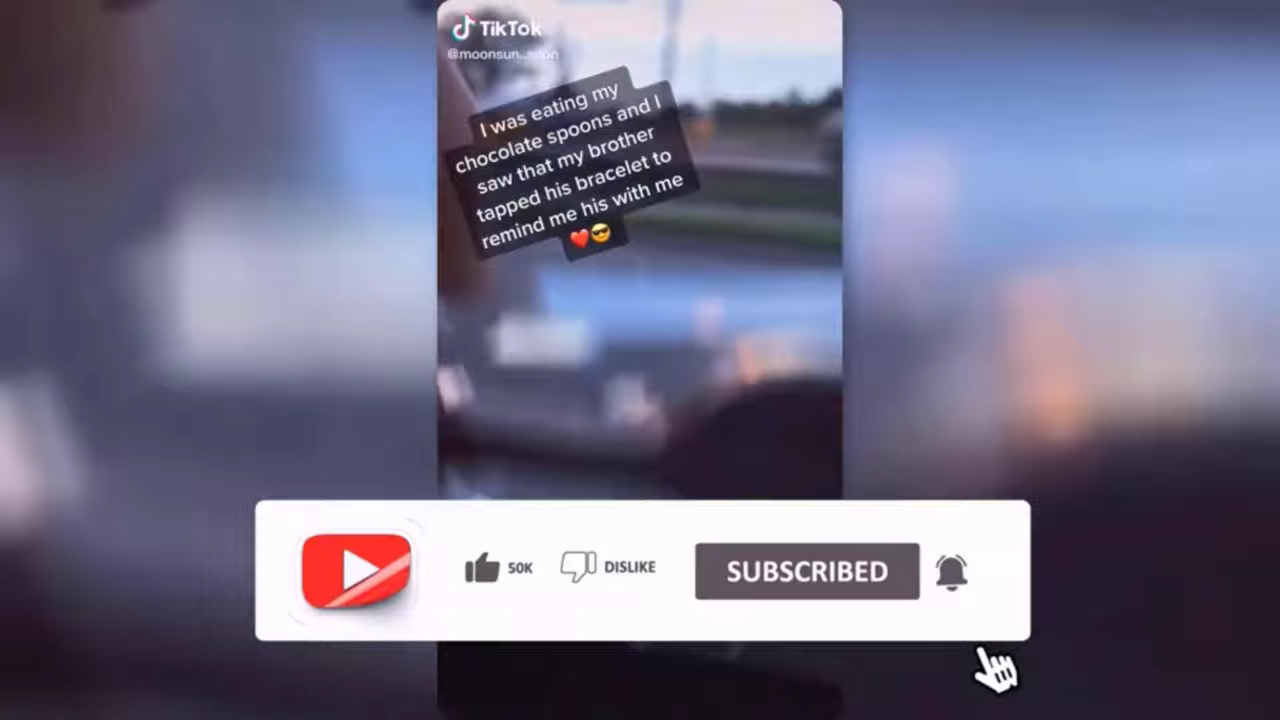 TikTok
I was eating my
chocolate spoons and I
saw that my brother
tapped his bracelet to
remind me his with me
❤️😎
50K
DISLIKE
SUBSCRIBED